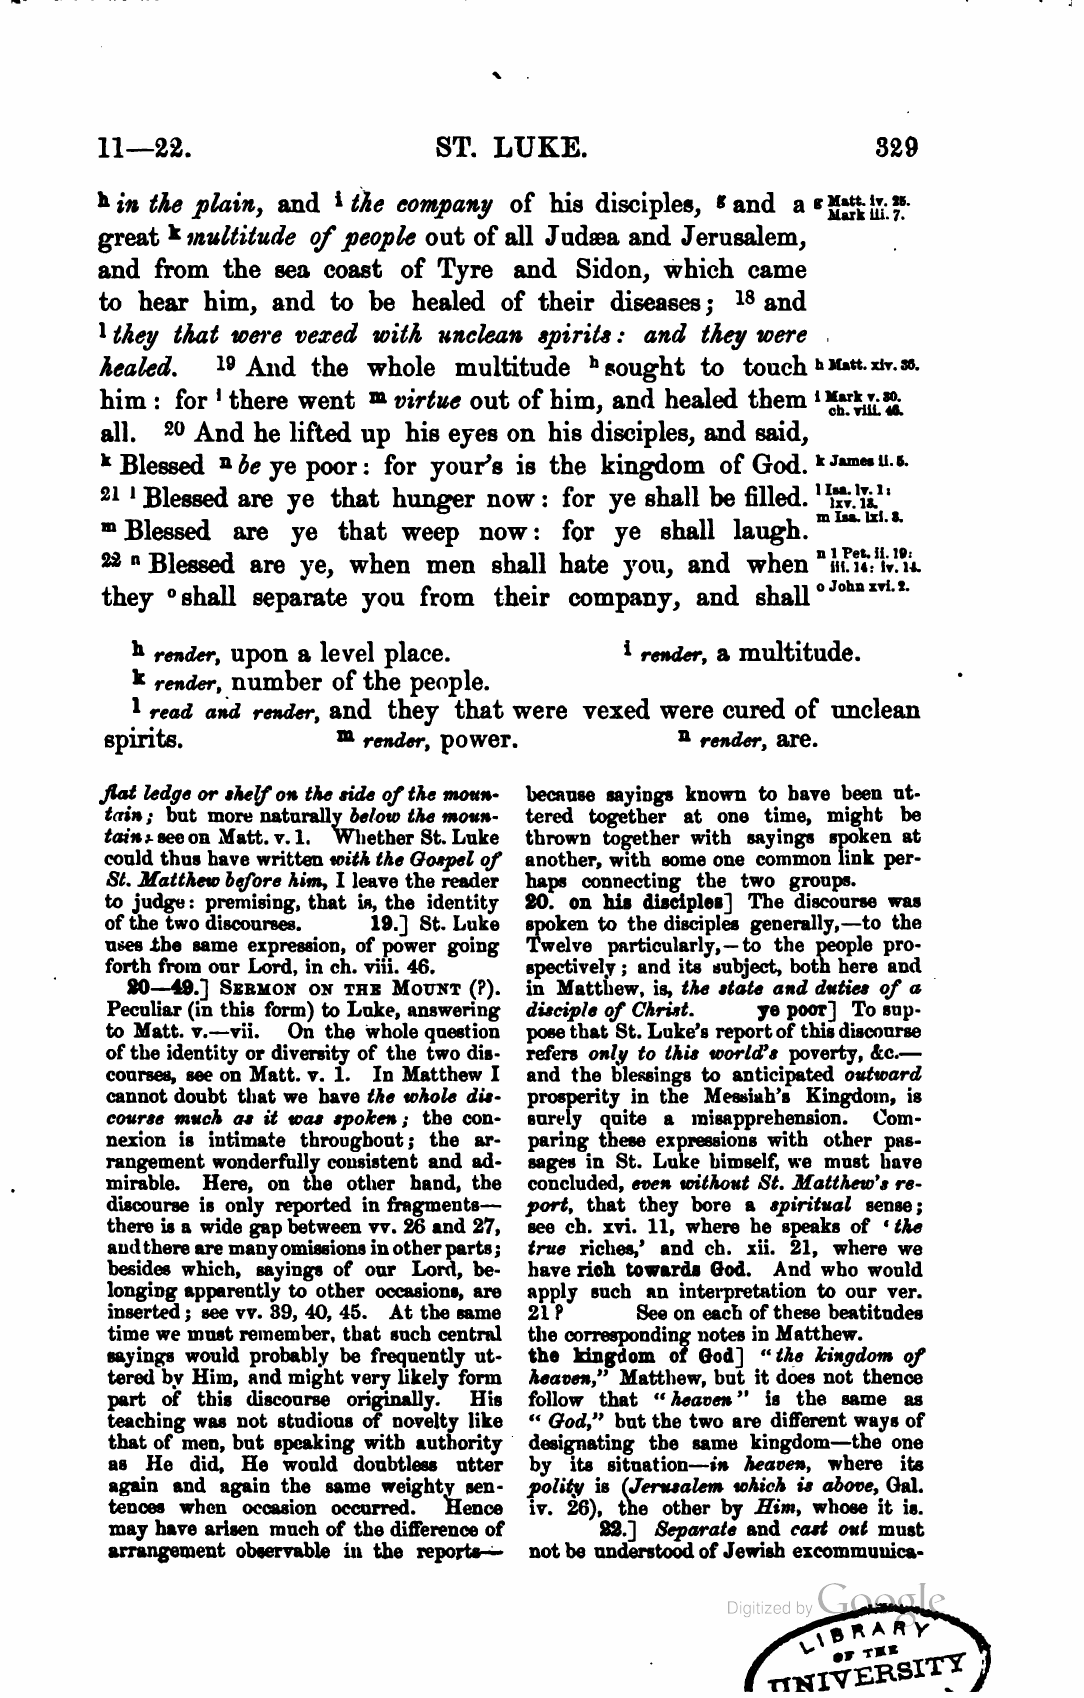 11—22.	ST. LUKE.	329
h in the plain, and i the company of his disciples, g and a
great k multitude of people out of all Judæa and Jerusalem,
and from the sea coast of Tyre and Sidon, which came
to hear him, and to be healed of their diseases; 18 and
l they that were vexed with unclean spirits: and they were
healed. 19 And the whole multitude h sought to touch
him: for i there went m virtue out of him, and healed them
all. 20 And he lifted up his eyes on his disciples, and said,
k Blessed n be ye poor: for your's is the kingdom of God.
21 l Blessed are ye that hunger now: for ye shall be filled.
m Blessed are ye that weep now: for ye shall laugh.
22 n Blessed are ye, when men shall hate you, and when
they o shall separate you from their company, and shall
g Matt. iv. 25.
Mark iii. 7.
h Matt. xiv. 36.
i Mark v. 30.
ch. viii. 46.
k James ii. 5.
l Isa. lv. 1:
lxv. 13.
m Isa. lxi. 3.
n 1 Pet. ii. 19:
iii. 14: iv. 14.
o John xvi. 2.
h render, upon a level place.	i render, a multitude.
k render, number of the people.
l read and render, and they that were vexed were cured of unclean
spirits.	m render, power.	n render, are.
flat ledge or shelf on the side of the moun-
tain; but more naturally below the moun-
tain: see on Matt. v. 1. Whether St. Luke
could thus have written with the Gospel of
St. Matthew before him, I leave the reader
to judge: premising, that is, the identity
of the two discourses. 19.] St. Luke
uses the same expression, of power going
forth from our Lord, in ch. viii. 46.
20—49.] SERMON ON THE MOUNT (?).
Peculiar (in this form) to Luke, answering
to Matt. v.—vii. On the whole question
of the identity or diversity of the two dis-
courses, see on Matt. v. 1. In Matthew I
cannot doubt that we have the whole dis-
course much as it was spoken; the con-
nexion is intimate throughout; the ar-
rangement wonderfully consistent and ad-
mirable. Here, on the other hand, the
discourse is only reported in fragments—
there is a wide gap between vv. 26 and 27,
and there are many omissions in other parts;
besides which, sayings of our Lord, be-
longing apparently to other occasions, are
inserted; see vv. 39, 40, 45. At the same
time we must remember, that such central
sayings would probably be frequently ut-
tered by Him, and might very likely form
part of this discourse originally. His
teaching was not studious of novelty like
that of men, but speaking with authority
as He did, He would doubtless utter
again and again the same weighty sen-
tences when occasion occurred. Hence
may have arisen much of the difference of
arrangement observable in the reports—
because sayings known to have been ut-
tered together at one time, might be
thrown together with sayings spoken at
another, with some one common link per-
haps connecting the two groups.
20. on his disciples] The discourse was
spoken to the disciples generally,—to the
Twelve particularly,—to the people pro-
spectively; and its subject, both here and
in Matthew, is, the state and duties of a
disciple of Christ. ye poor] To sup-
pose that St. Luke's report of this discourse
refers only to this world's poverty, &c.—
and the blessings to anticipated outward
prosperity in the Messiah's Kingdom, is
surely quite a misapprehension. Com-
paring these expressions with other pas-
sages in St. Luke himself, we must have
concluded, even without St. Matthew's re-
port, that they bore a spiritual sense;
see ch. xvi. 11, where he speaks of 'the
true riches,' and ch. xii. 21, where we
have rich towards God. And who would
apply such an interpretation to our ver.
21? See on each of these beatitudes
the corresponding notes in Matthew.
the kingdom of God] "the kingdom of
heaven," Matthew, but it does not thence
follow that "heaven" is the same as
"God," but the two are different ways of
designating the same kingdom—the one
by its situation—in heaven, where its
polity is (Jerusalem which is above, Gal.
iv. 26), the other by Him, whose it is.
22.] Separate and cast out must
not be understood of Jewish excommunica-
Digitized by Google
LIBRARY
OF THE
UNIVERSITY